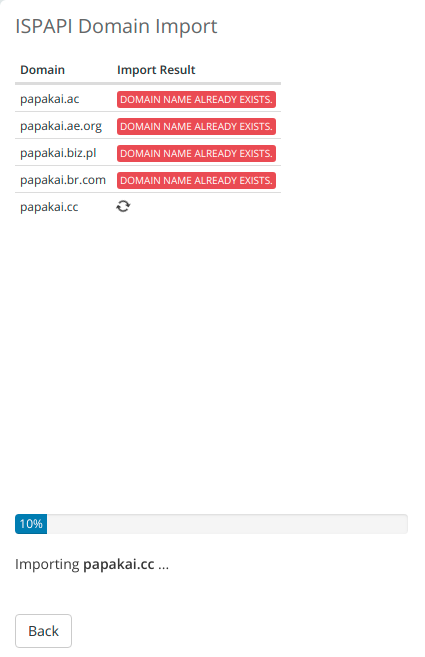 ISPAPI Domain Import
Domain Import Result
papakai.ac DOMAIN NAME ALREADY EXISTS.
papakai.ae.org DOMAIN NAME ALREADY EXISTS.
papakai.biz.pl DOMAIN NAME ALREADY EXISTS.
papakai.br.com DOMAIN NAME ALREADY EXISTS.
papakai.cc
10%
Importing papakai.cc ...
Back